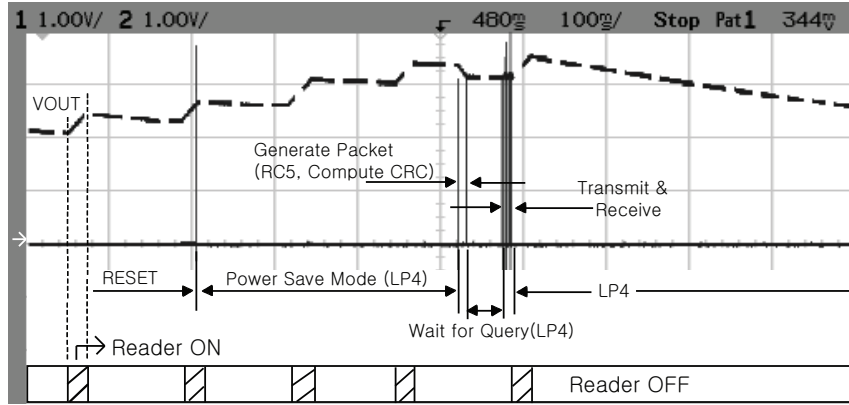 1 1.00V/ 2 1.00V/ 480ms 100ms/ Stop Pat1 344mV
VOUT
Generate Packet
(RC5, Compute CRC)
Transmit &
Receive
RESET
Power Save Mode (LP4)
LP4
Wait for Query(LP4)
Reader ON
Reader OFF